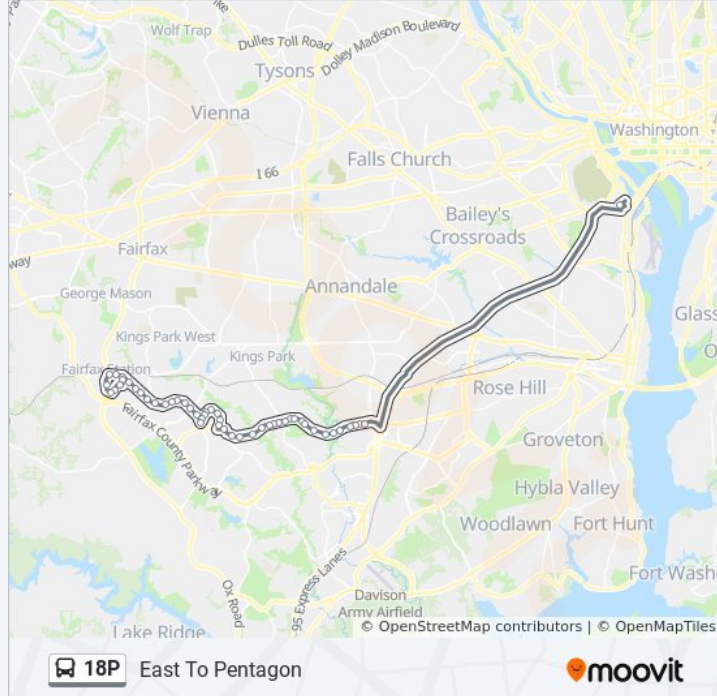 Wolf Trap
Dulles Toll Road
Dolley Madison Boulevard
Tysons
Vienna
Washington
I 66
Falls Church
Bailey's
Crossroads
Fairfax
way
George Mason
Annandale
Glass
Kings Park West
Kings Park
Fairfax Station
Rose Hill
Fairfax County Parkway
Groveton
Hybla Valley
Woodlawn
Fort Hunt
Ox Road
95 Express Lanes
Fort Wash
Davison
Army Airfield
Lake Ridge
© OpenStreetMap contributors | © OpenMapTiles
18P East To Pentagon
moovit